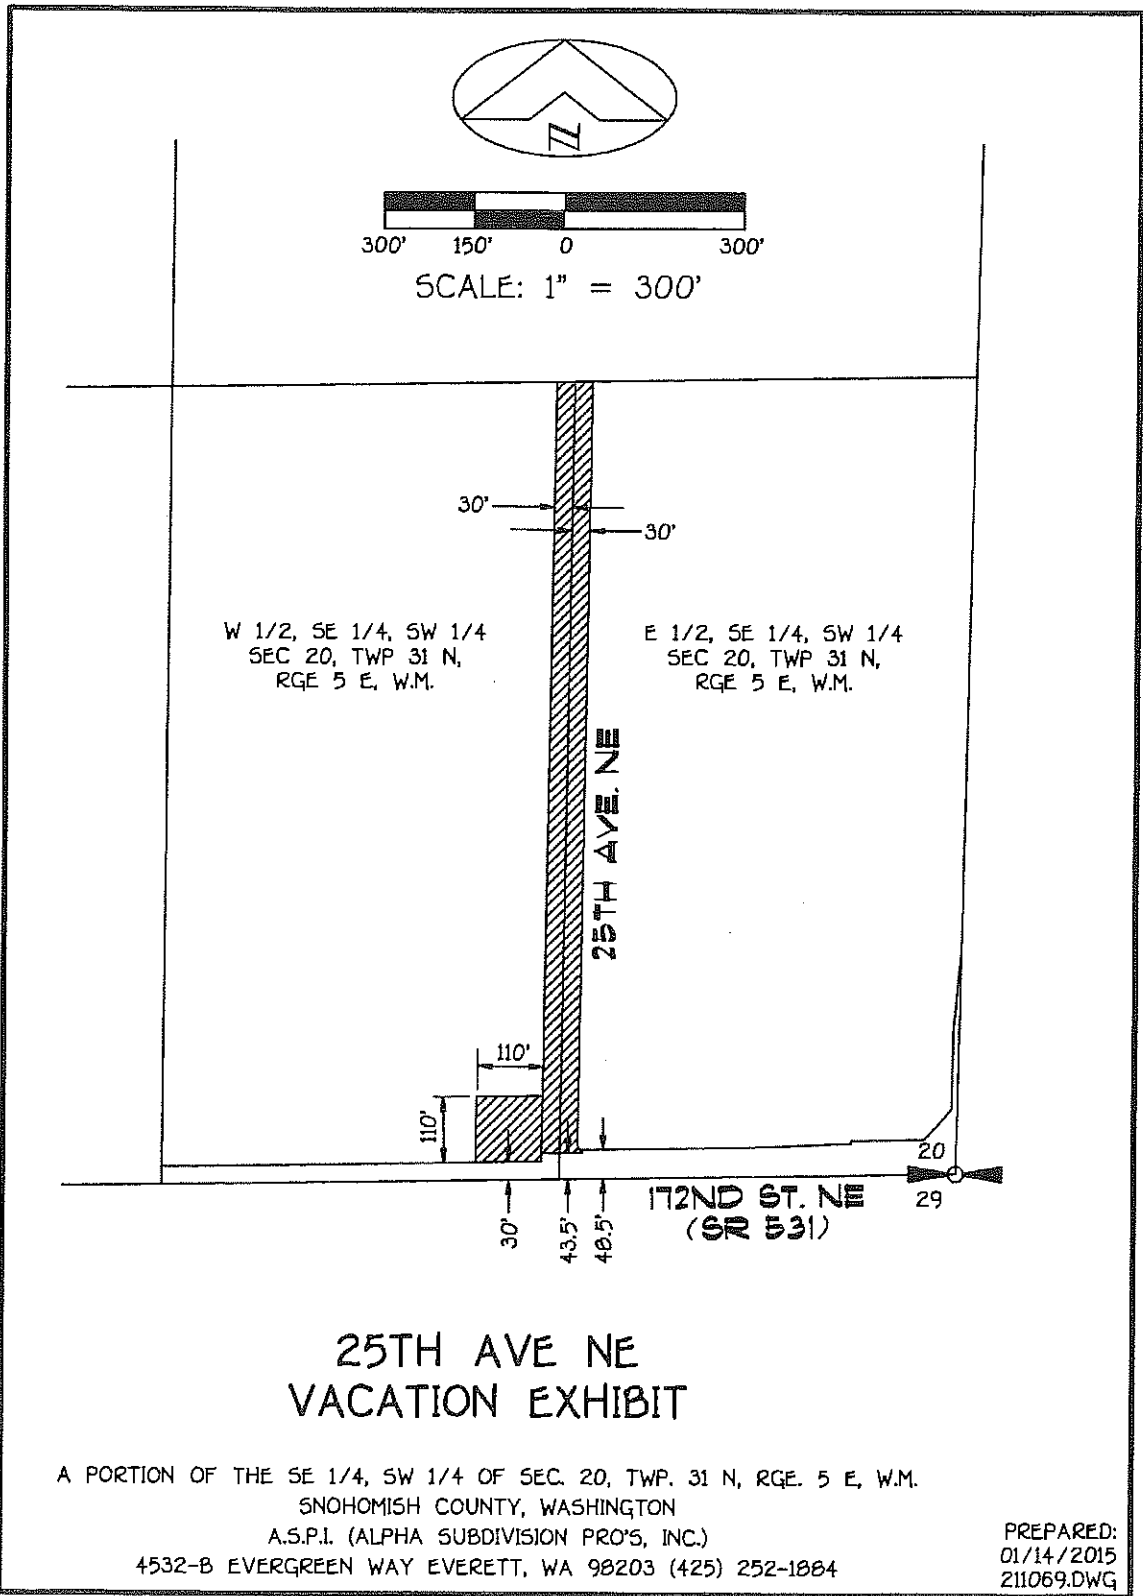 N
300' 150' 0 300'
SCALE: 1" = 300'
30'
30'
W 1/2, SE 1/4, SW 1/4
SEC 20, TWP 31 N,
RGE 5 E, W.M.
E 1/2, SE 1/4, SW 1/4
SEC 20, TWP 31 N,
RGE 5 E, W.M.
25TH AVE. NE
110'
110'
20
29
172ND ST. NE
(SR 531)
30'
43.5'
48.5'
25TH AVE NE
VACATION EXHIBIT
A PORTION OF THE SE 1/4, SW 1/4 OF SEC. 20, TWP. 31 N, RGE. 5 E, W.M.
SNOHOMISH COUNTY, WASHINGTON
A.S.P.I. (ALPHA SUBDIVISION PRO'S, INC.)
4532-B EVERGREEN WAY EVERETT, WA 98203 (425) 252-1884
PREPARED:
01/14/2015
211069.DWG